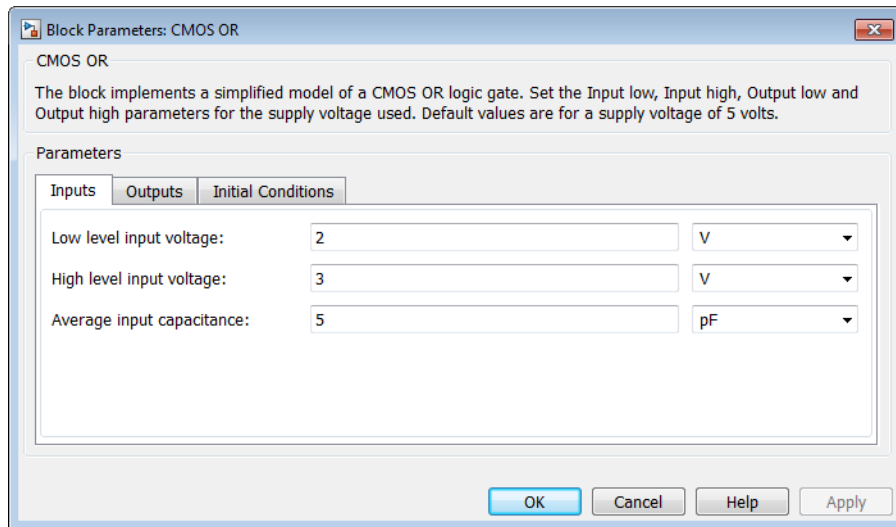 Block Parameters: CMOS OR
CMOS OR
The block implements a simplified model of a CMOS OR logic gate. Set the Input low, Input high, Output low and
Output high parameters for the supply voltage used. Default values are for a supply voltage of 5 volts.
Parameters
Inputs Outputs Initial Conditions
Low level input voltage: 2 V
High level input voltage: 3 V
Average input capacitance: 5 pF
OK Cancel Help Apply